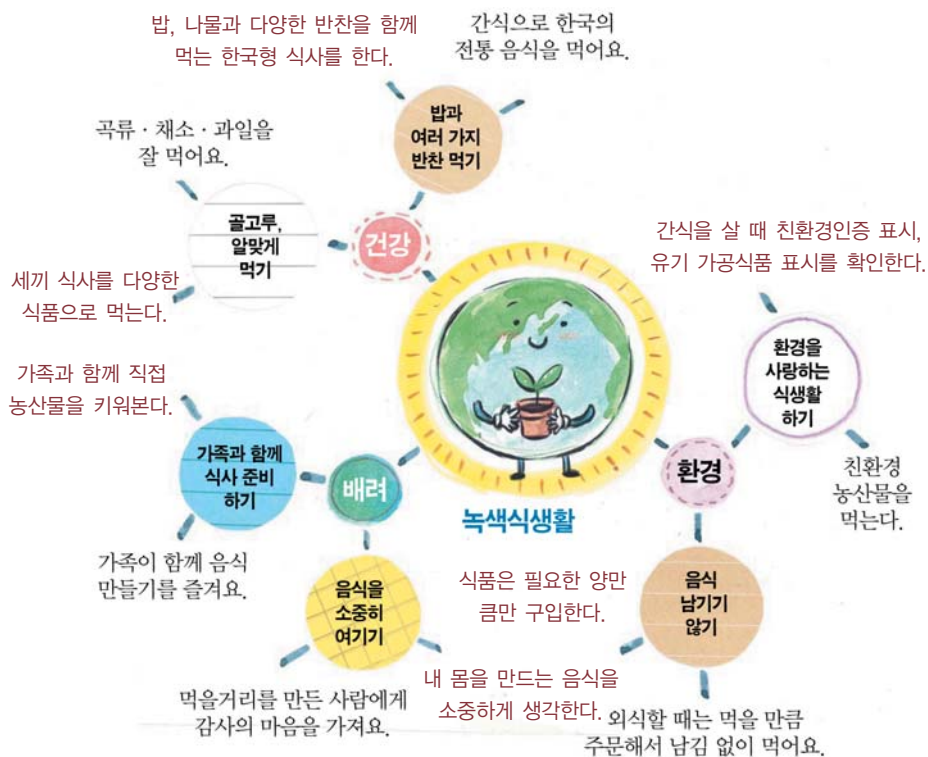 밥, 나물과 다양한 반찬을 함께
먹는 한국형 식사를 한다.
간식으로 한국의
전통 음식을 먹어요.
밥과
여러 가지
반찬 먹기
곡류 · 채소 · 과일을
잘 먹어요.
골고루,
알맞게
먹기
건강
세끼 식사를 다양한
식품으로 먹는다.
간식을 살 때 친환경인증 표시,
유기 가공식품 표시를 확인한다.
환경을
사랑하는
식생활
하기
친환경
농산물을
먹는다.
환경
가족과 함께 직접
농산물을 키워본다.
가족과 함께
식사 준비
하기
배려
녹색식생활
가족이 함께 음식
만들기를 즐겨요.
음식을
소중히
여기기
식품은 필요한 양만
큼만 구입한다.
음식
남기기
않기
먹을거리를 만든 사람에게
감사의 마음을 가져요.
내 몸을 만드는 음식을
소중하게 생각한다.
외식할 때는 먹을 만큼
주문해서 남김 없이 먹어요.